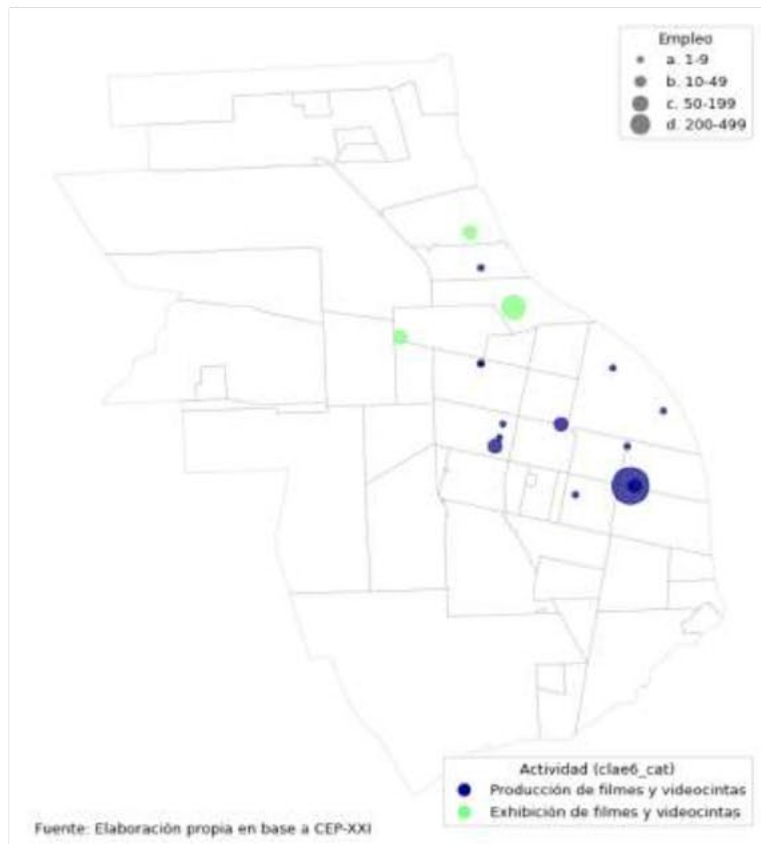 Empleo
a. 1-9
b. 10-49
c. 50-199
d. 200-499
Actividad (clae6_cat)
Producción de filmes y videocintas
Exhibición de filmes y videocintas
Fuente: Elaboración propia en base a CEP-XXI